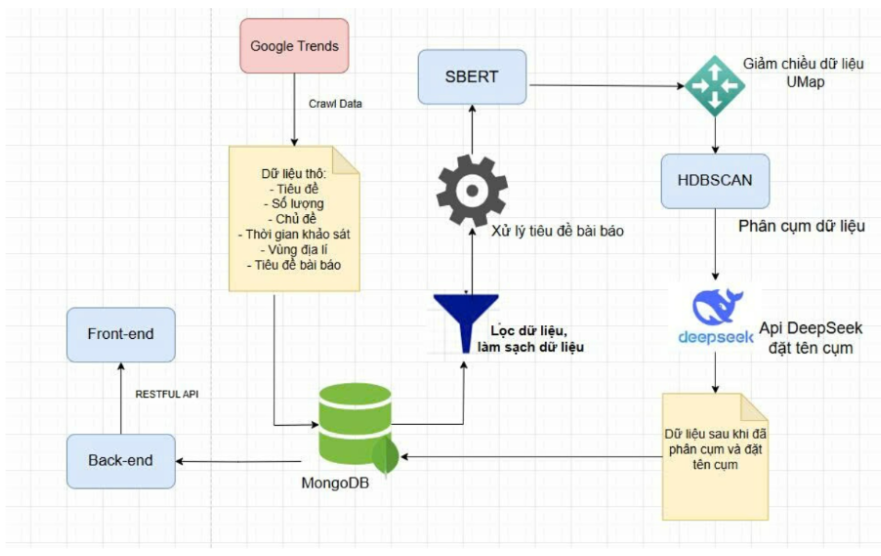 Google Trends
Crawl Data
Dữ liệu thô:
- Tiêu đề
- Số lượng
- Chủ đề
- Thời gian khảo sát
- Vùng địa lí
- Tiêu đề bài báo
SBERT
Giảm chiều dữ liệu
UMap
HDBSCAN
Phân cụm dữ liệu
Xử lý tiêu đề bài báo
Lọc dữ liệu,
làm sạch dữ liệu
deepseek
Api DeepSeek
đặt tên cụm
Front-end
RESTFUL API
Back-end
MongoDB
Dữ liệu sau khi đã
phân cụm và đặt
tên cụm